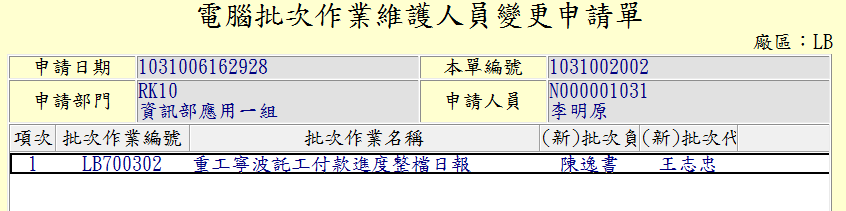 電腦批次作業維護人員變更申請單
廠區：LB
申請日期 1031006162928 本單編號 1031002002
申請部門 RK10 資訊部應用一組 申請人員 N000001031 李明原
項次 批次作業編號 批次作業名稱 (新)批次負 (新)批次代
1 LB700302 重工寧波託工付款進度整檔日報 陳逸書 王志忠